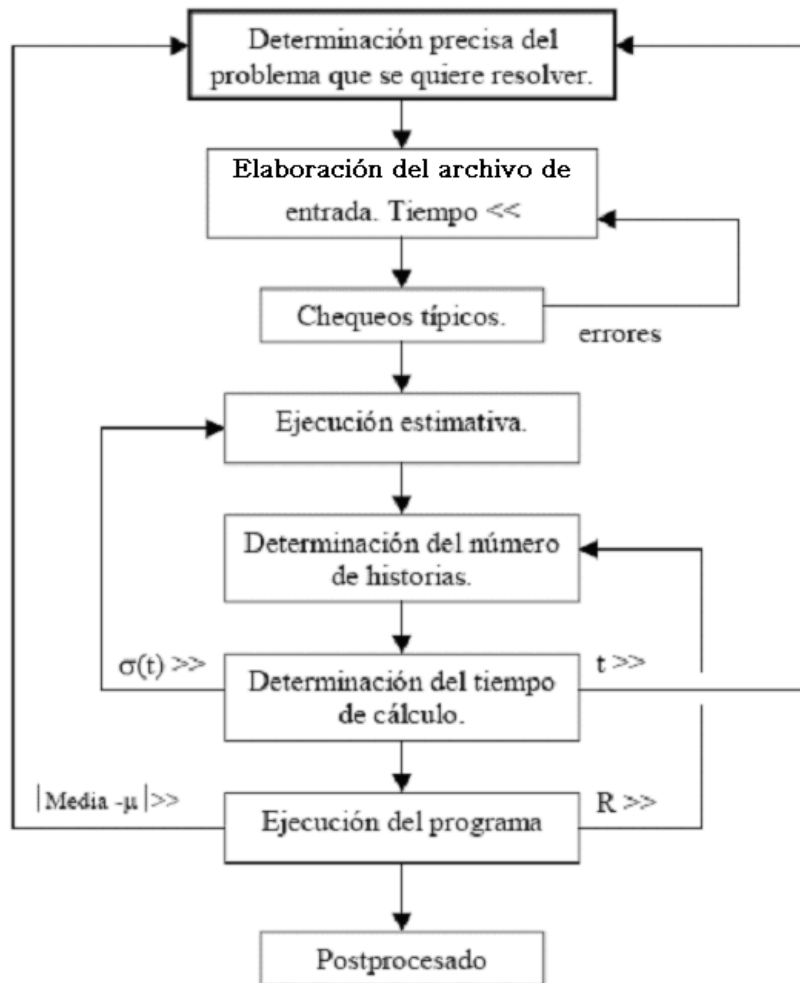 Determinación precisa del
problema que se quiere resolver.
Elaboración del archivo de
entrada. Tiempo <<
Chequeos típicos.
errores
Ejecución estimativa.
Determinación del número
de historias.
σ(t) >>
Determinación del tiempo
de cálculo.
t >>
|Media -μ|>>
Ejecución del programa
R >>
Postprocesado